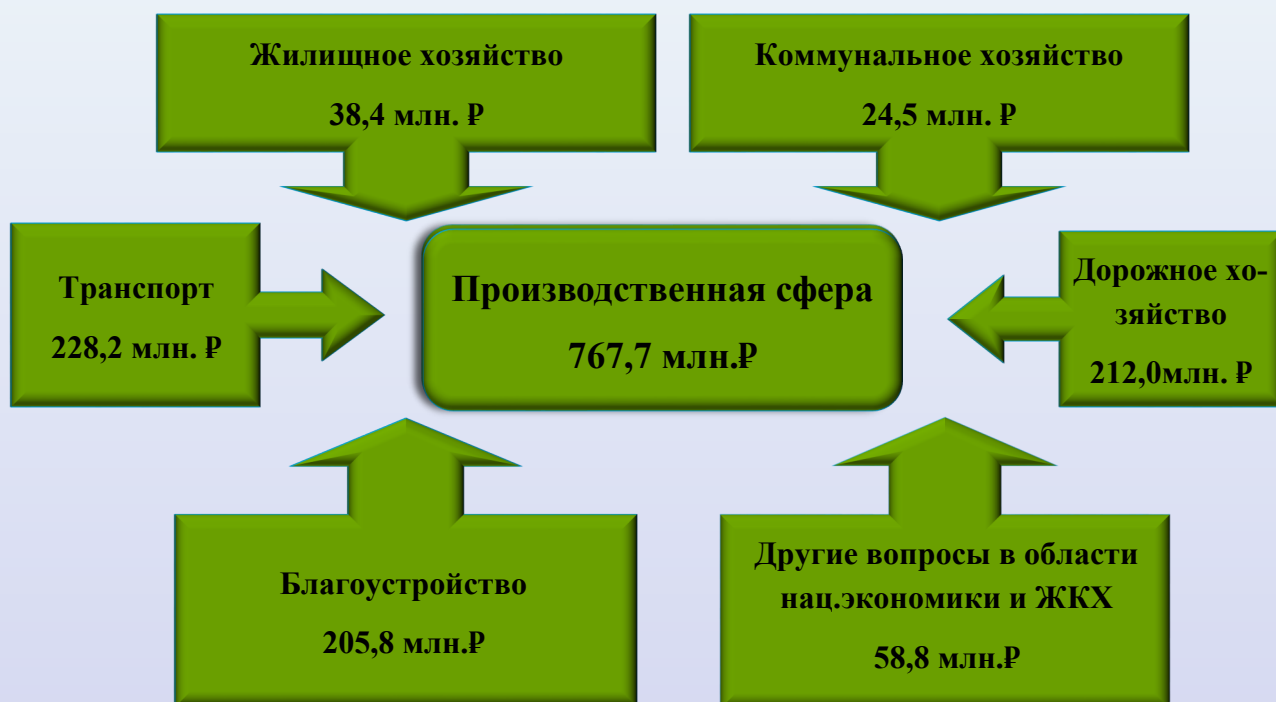 Жилищное хозяйство
38,4 млн. ₽
Коммунальное хозяйство
24,5 млн. ₽
Транспорт
228,2 млн. ₽
Производственная сфера
767,7 млн.₽
Дорожное хо-
зяйство
212,0млн. ₽
Благоустройство
205,8 млн.₽
Другие вопросы в области
нац.экономики и ЖКХ
58,8 млн.₽